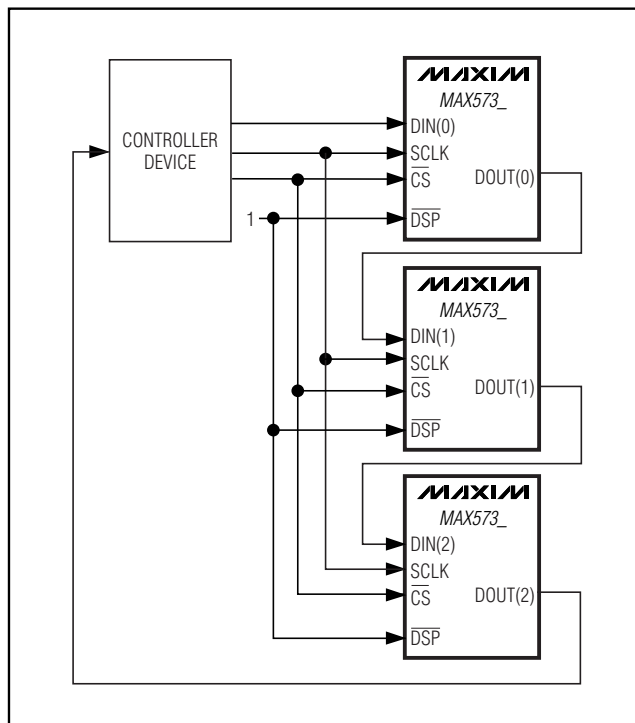 CONTROLLER
DEVICE
1
MAXIM
MAX573_
DIN(0)
SCLK
CS
DSP
DOUT(0)
MAXIM
MAX573_
DIN(1)
SCLK
CS
DSP
DOUT(1)
MAXIM
MAX573_
DIN(2)
SCLK
CS
DSP
DOUT(2)